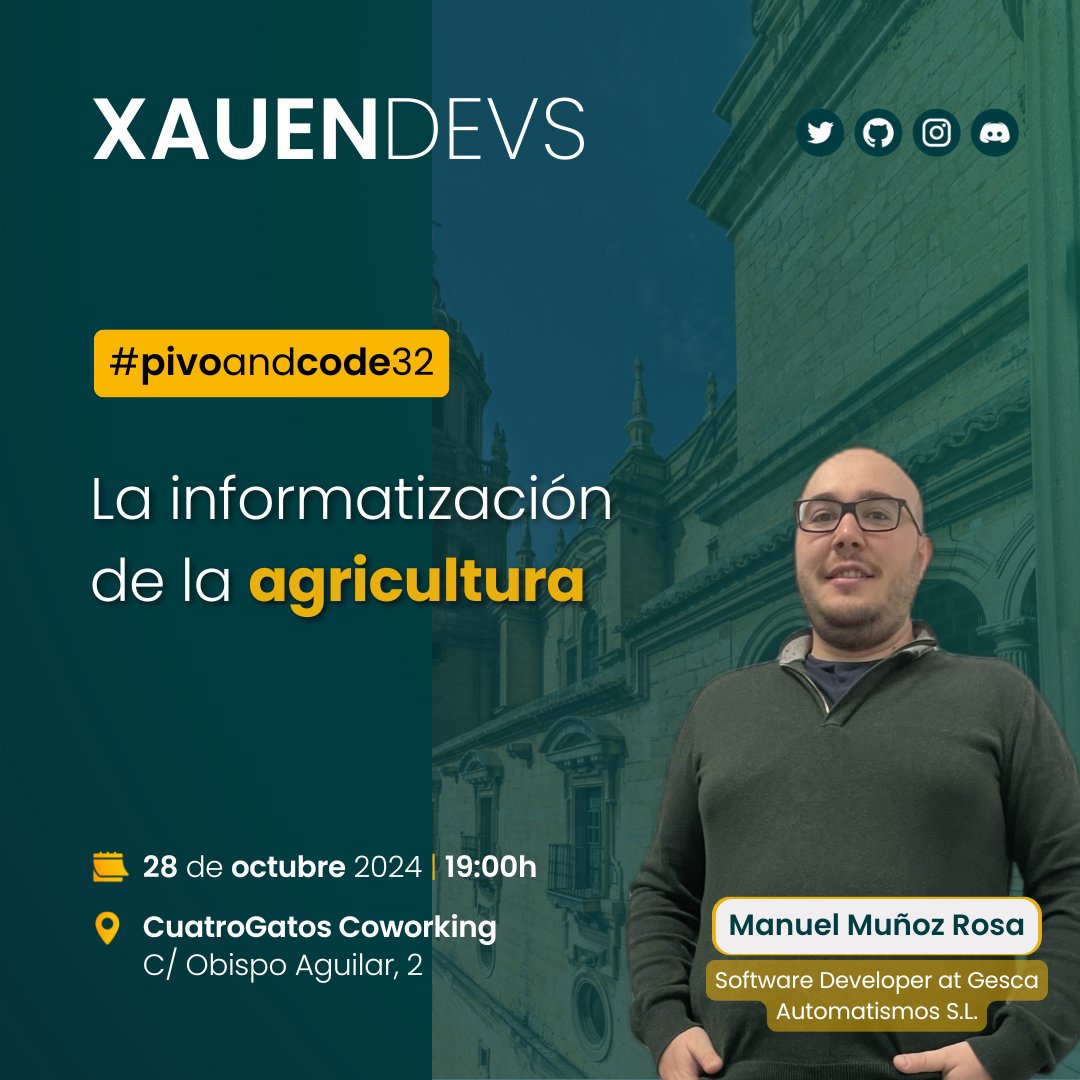 XAUENDEVS
#pivoandcode32
La informatización
de la agricultura
28 de octubre 2024 | 19:00h
CuatroGatos Coworking
C/ Obispo Aguilar, 2
Manuel Muñoz Rosa
Software Developer at Gesca
Automatismos S.L.